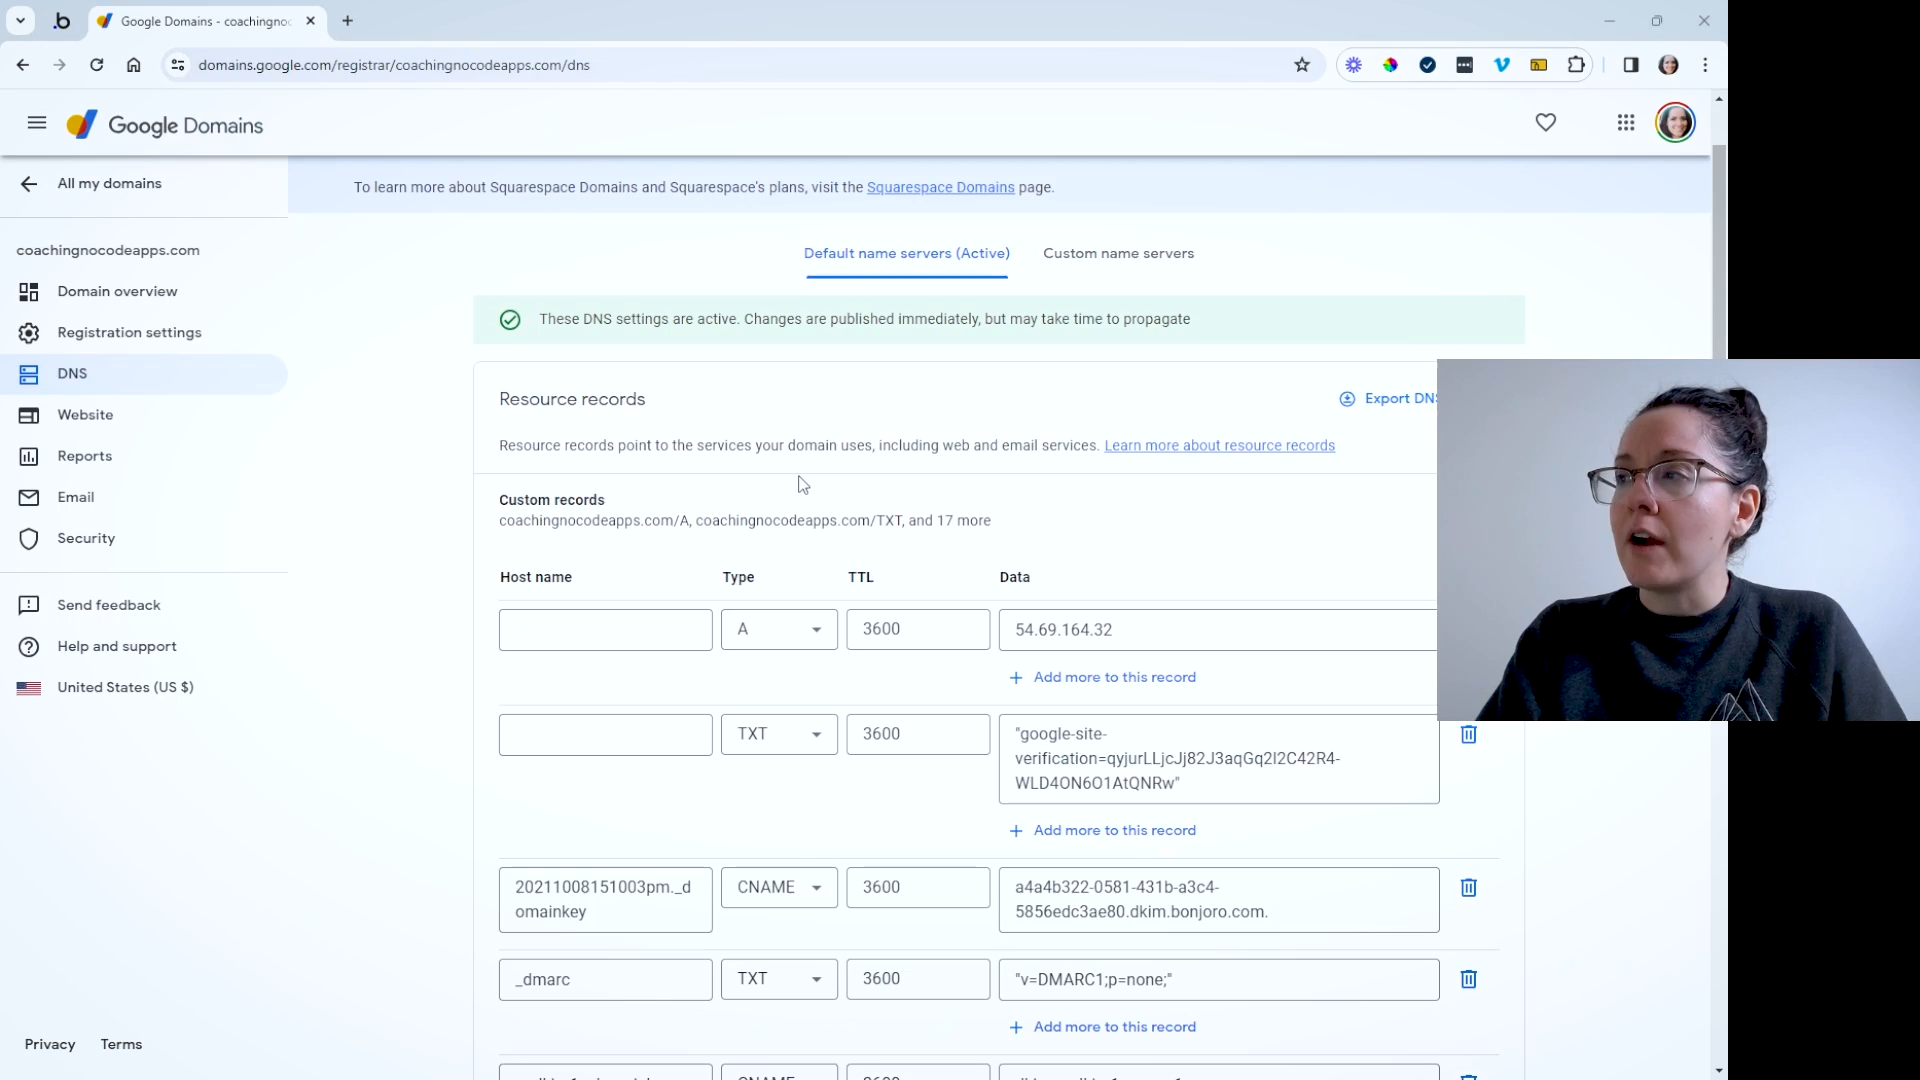 Google Domains - coachingnoc
domains.google.com/registrar/coachingnocodeapps.com/dns
Google Domains
All my domains
To learn more about Squarespace Domains and Squarespace's plans, visit the Squarespace Domains page.
coachingnocodeapps.com
Domain overview
Registration settings
DNS
Website
Reports
Email
Security
Send feedback
Help and support
United States (US $)
Privacy Terms
Default name servers (Active) Custom name servers
These DNS settings are active. Changes are published immediately, but may take time to propagate
Resource records
Export DNS
Resource records point to the services your domain uses, including web and email services. Learn more about resource records
Custom records
coachingnocodeapps.com/A, coachingnocodeapps.com/TXT, and 17 more
Host name Type TTL Data
A 3600 54.69.164.32
Add more to this record
TXT 3600 "google-site-
verification=qyjurLLjcJj82J3aqGq2I2C42R4-
WLD4ON6O1AtQNRw"
Add more to this record
20211008151003pm._d CNAME 3600 a4a4b322-0581-431b-a3c4-
omainkey 5856edc3ae80.dkim.bonjoro.com.
_dmarc TXT 3600 "v=DMARC1;p=none;"
Add more to this record
CNAME 3600